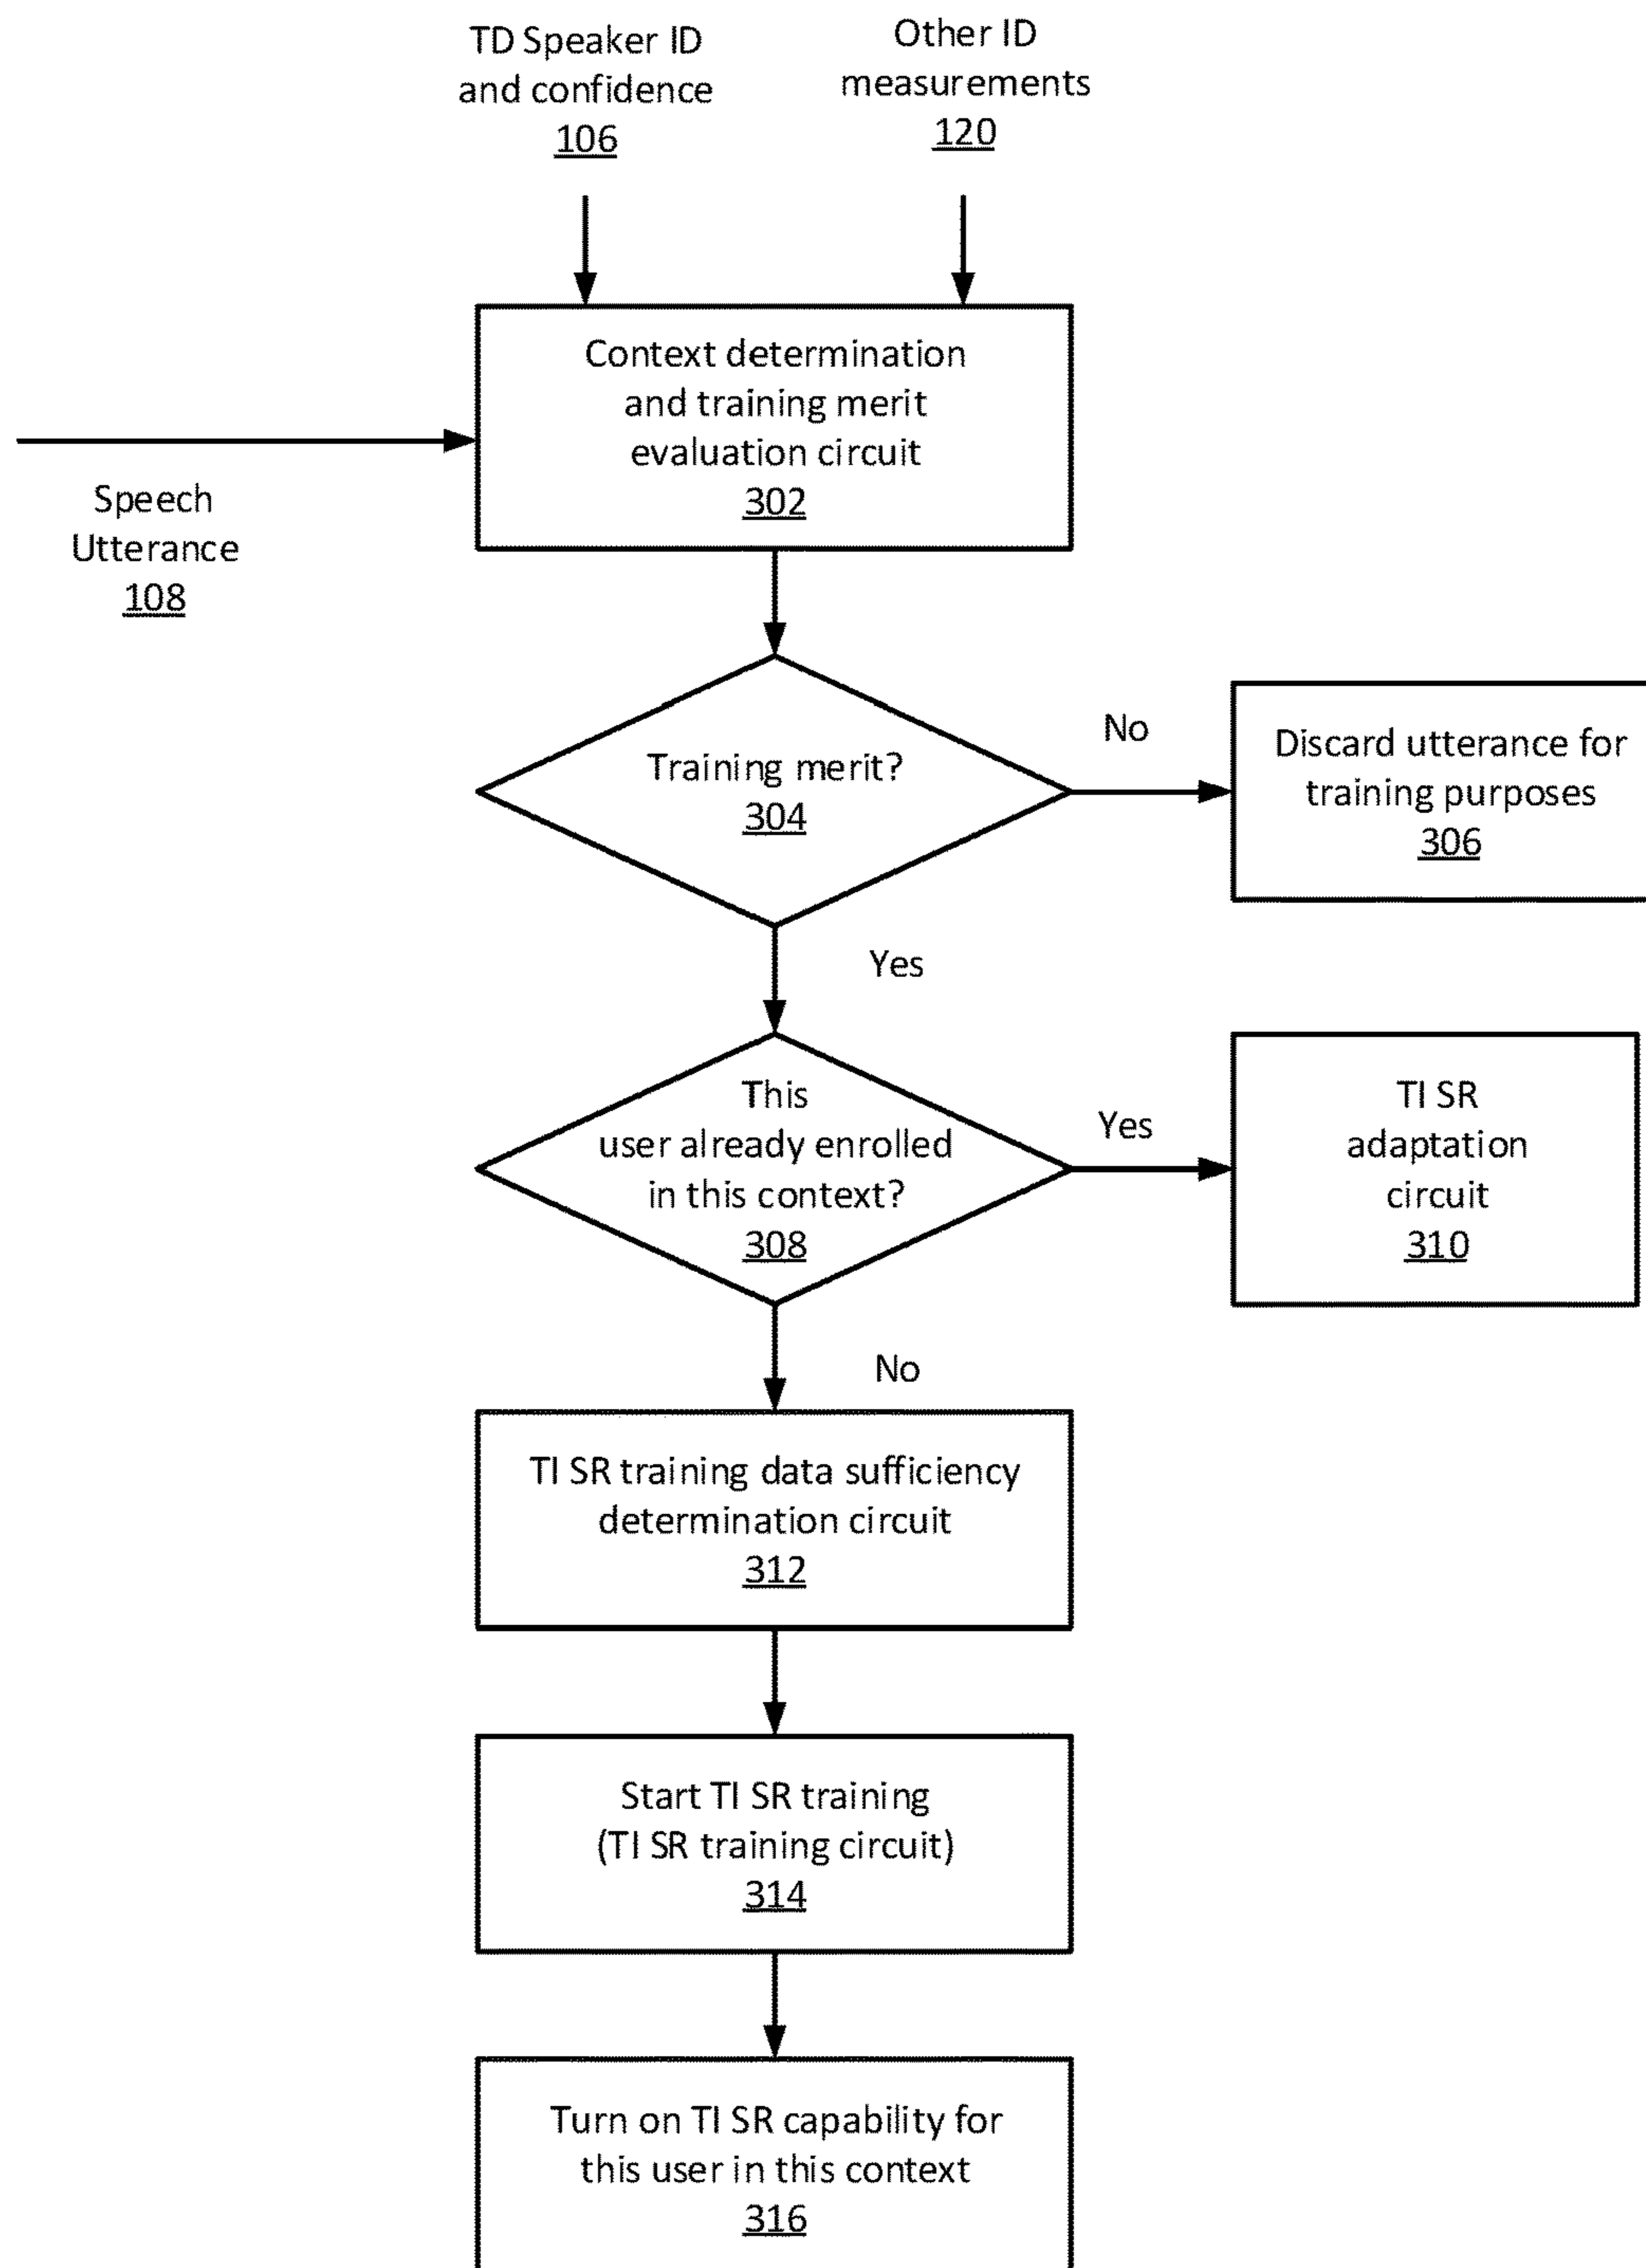 TD Speaker ID
and confidence
106
Other ID
measurements
120
Context determination
and training merit
evaluation circuit
302
Speech
Utterance
108
Training merit?
304
No
Discard utterance for
training purposes
306
Yes
This
user already enrolled
in this context?
308
Yes
TI SR
adaptation
circuit
310
No
TI SR training data sufficiency
determination circuit
312
Start TI SR training
(TI SR training circuit)
314
Turn on TI SR capability for
this user in this context
316